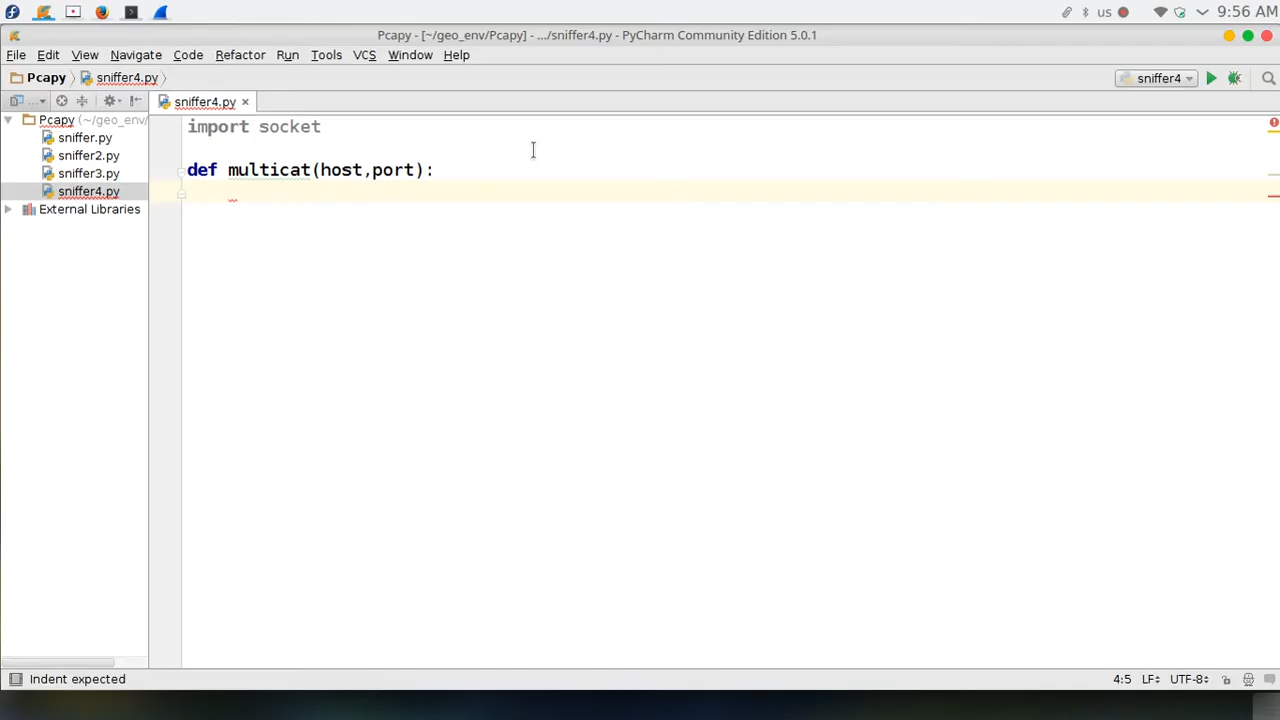 us 9:56 AM
Pcapy - [~/geo_env/Pcapy] - .../sniffer4.py - PyCharm Community Edition 5.0.1
File Edit View Navigate Code Refactor Run Tools VCS Window Help
Pcapy sniffer4.py sniffer4
... sniffer4.py
Pcapy (~/geo_env/
sniffer.py
sniffer2.py
sniffer3.py
sniffer4.py
External Libraries
import socket
def multicat(host,port):
Indent expected 4:5 LF UTF-8